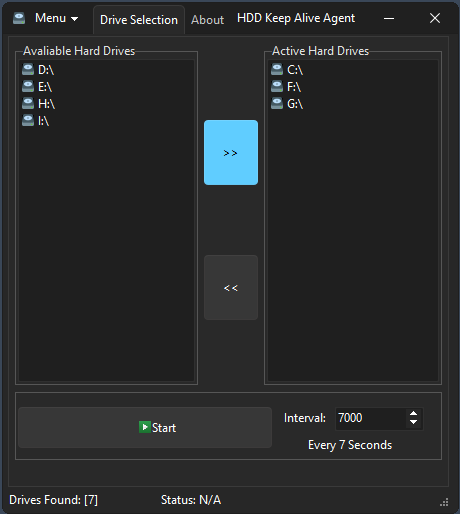 Menu Drive Selection About HDD Keep Alive Agent
Avaliable Hard Drives
D:\
E:\
H:\
I:\
>>
<<
Active Hard Drives
C:\
F:\
G:\
Start
Interval: 7000
Every 7 Seconds
Drives Found: [7] Status: N/A